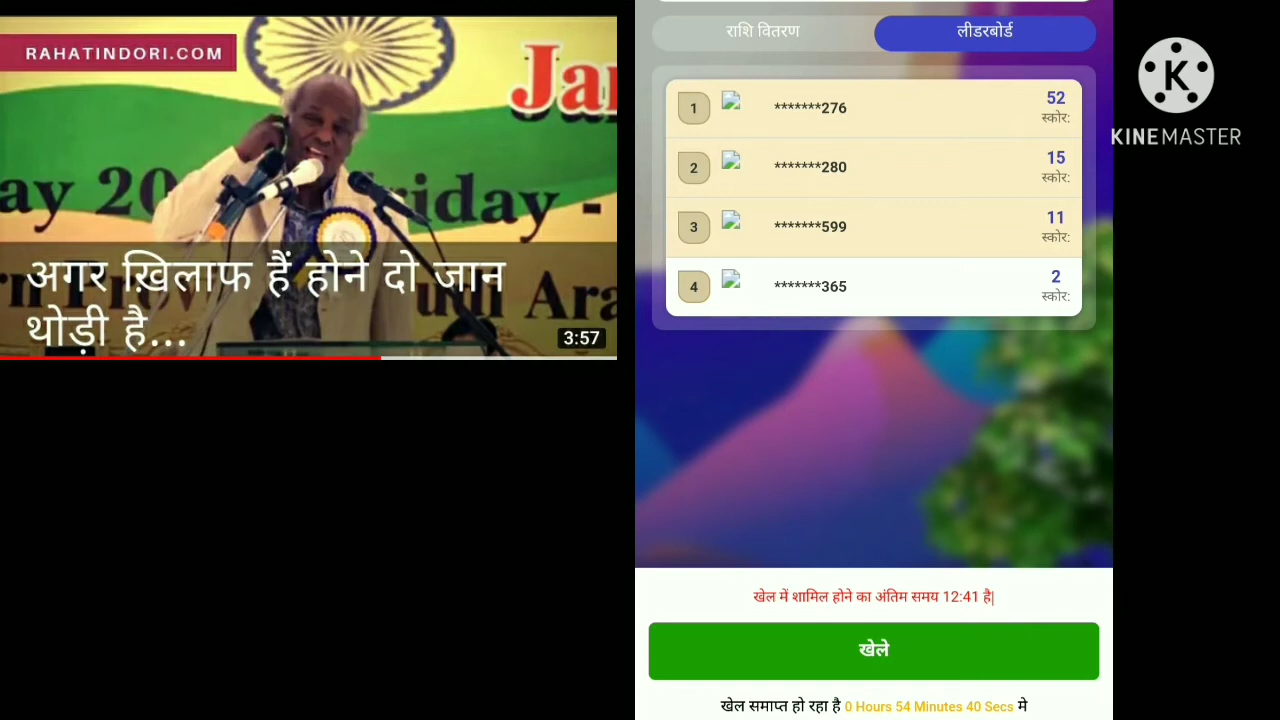 RAHATINDORI.COM
Jan
ay 20
riday -
अगर ख़िलाफ हैं होने दो जान
थोड़ी है...
3:57
राशि वितरण
लीडरबोर्ड
1
*******276
52
स्कोर:
2
*******280
15
स्कोर:
3
*******599
11
स्कोर:
4
*******365
2
स्कोर:
खेल में शामिल होने का अंतिम समय 12:41 है|
खेले
खेल समाप्त हो रहा है 0 Hours 54 Minutes 40 Secs मे
K
KINEMASTER